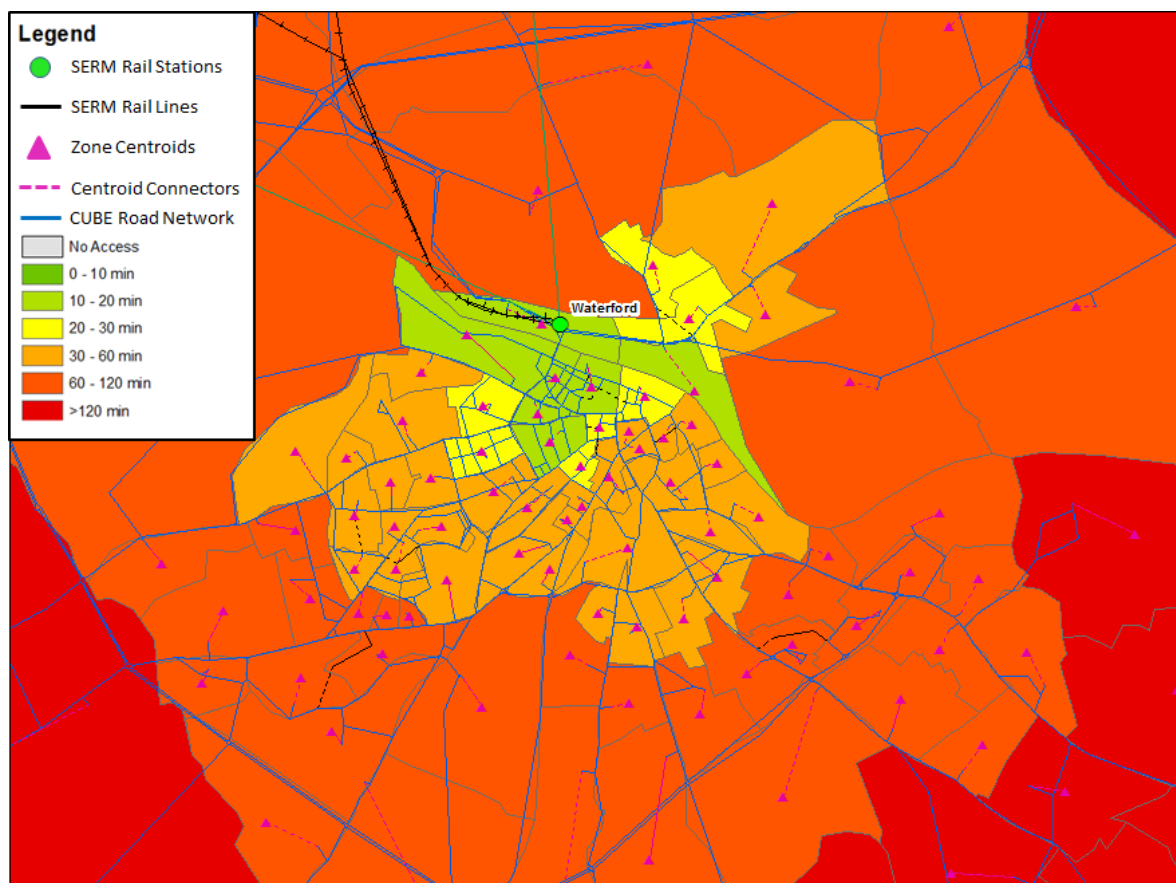 Legend
SERM Rail Stations
SERM Rail Lines
Zone Centroids
Centroid Connectors
CUBE Road Network
No Access
0 - 10 min
10 - 20 min
20 - 30 min
30 - 60 min
60 - 120 min
>120 min
Waterford